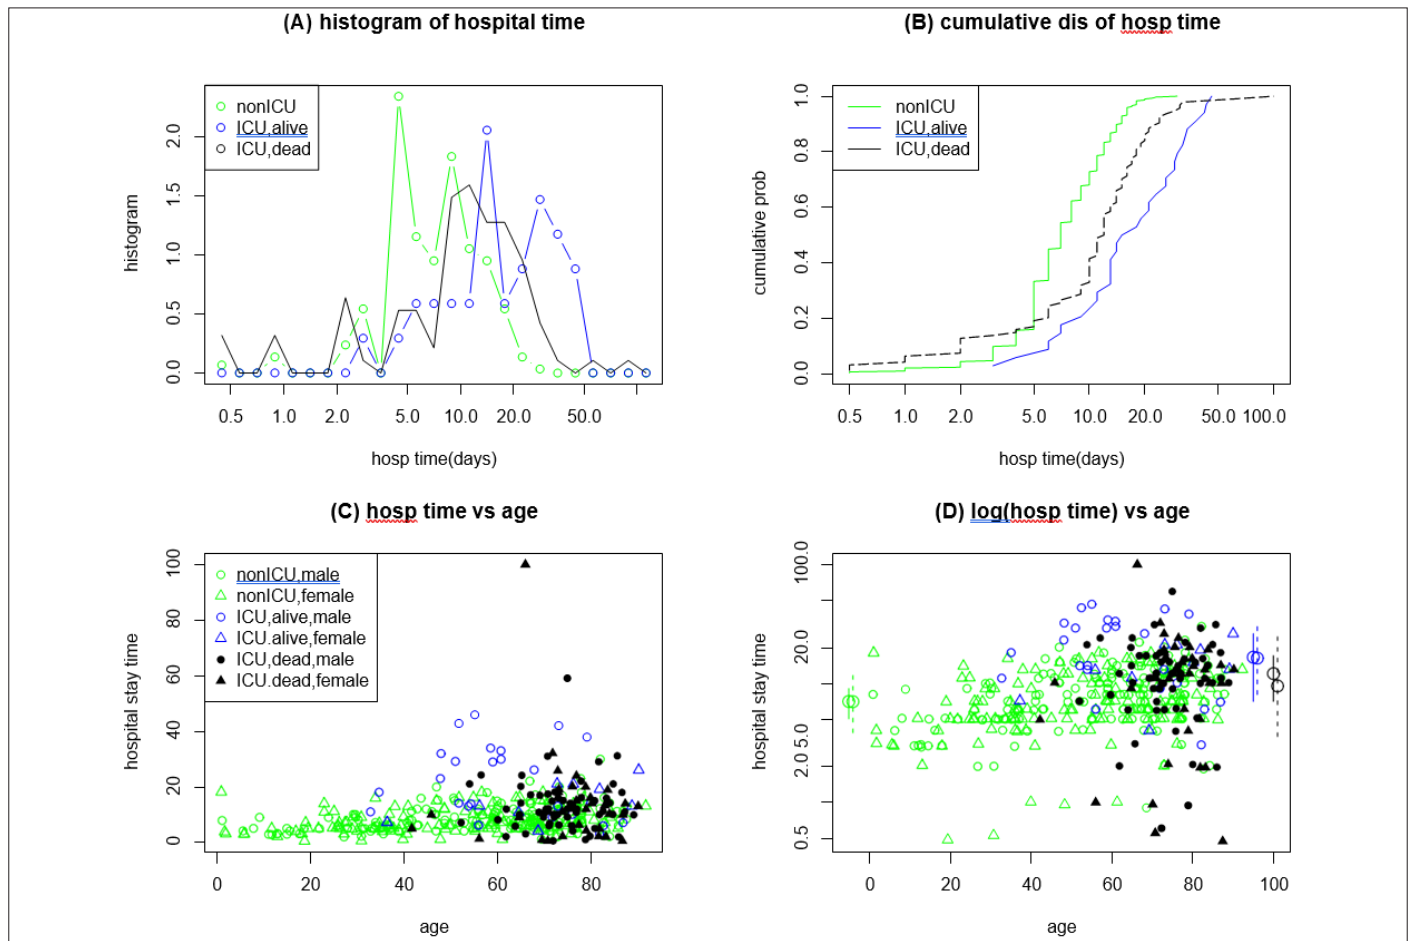 (A) histogram of hospital time
nonICU
ICU,alive
ICU,dead
histogram
0.0 0.5 1.0 1.5 2.0
0.5 1.0 2.0 5.0 10.0 20.0 50.0
hosp time(days)
(B) cumulative dis of hosp time
nonICU
ICU,alive
ICU,dead
cumulative prob
0.0 0.2 0.4 0.6 0.8 1.0
0.5 1.0 2.0 5.0 10.0 20.0 50.0 100.0
hosp time(days)
(C) hosp time vs age
nonICU,male
nonICU,female
ICU,alive,male
ICU.alive,female
ICU,dead,male
ICU.dead,female
hospital stay time
0 20 40 60 80 100
0 20 40 60 80
age
(D) log(hosp time) vs age
hospital stay time
0.5 2.0 5.0 20.0 100.0
0 20 40 60 80 100
age